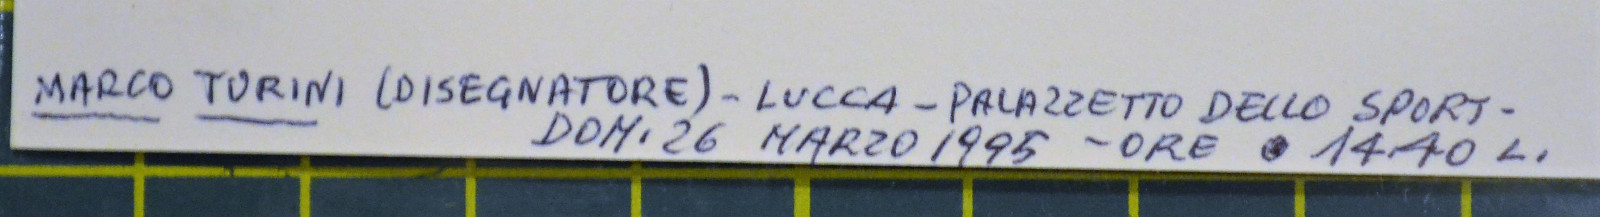 MARCO TURINI (DISEGNATORE) - LUCCA - PALAZZETTO DELLO SPORT -
DOM. 26 MARZO 1995 - ORE 14.40 L.